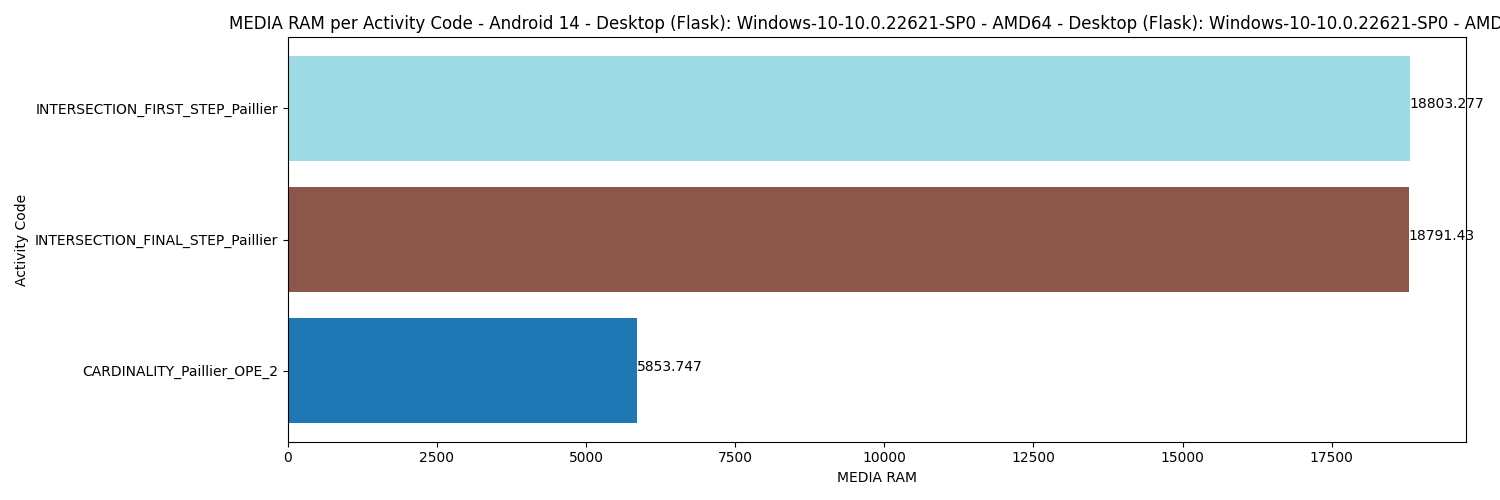 MEDIA RAM per Activity Code - Android 14 - Desktop (Flask): Windows-10-10.0.22621-SP0 - AMD64 - Desktop (Flask): Windows-10-10.0.22621-SP0 - AMD
INTERSECTION_FIRST_STEP_Paillier
18803.277
INTERSECTION_FINAL_STEP_Paillier
18791.43
CARDINALITY_Paillier_OPE_2
5853.747
Activity Code
0 2500 5000 7500 10000 12500 15000 17500
MEDIA RAM